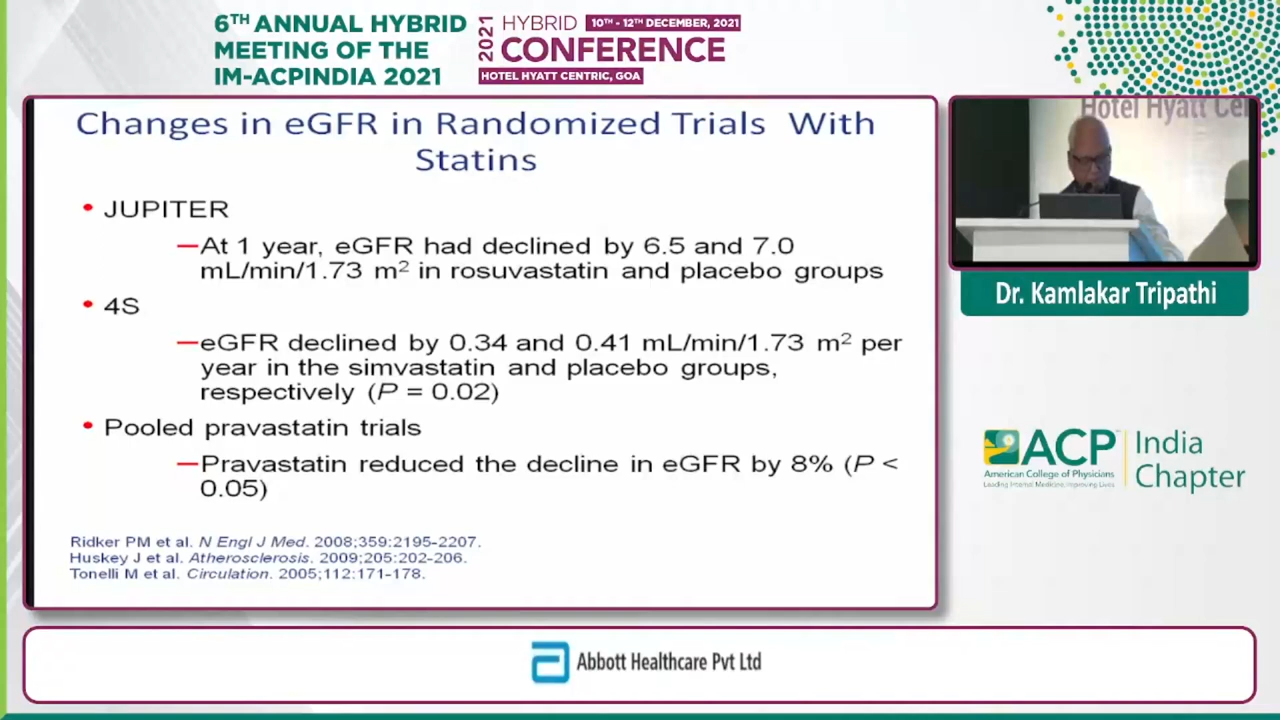 6TH ANNUAL HYBRID
MEETING OF THE
IM-ACPINDIA 2021
2021
HYBRID 10TH - 12TH DECEMBER, 2021
CONFERENCE
HOTEL HYATT CENTRIC, GOA
Changes in eGFR in Randomized Trials With
Statins
• JUPITER
—At 1 year, eGFR had declined by 6.5 and 7.0
mL/min/1.73 m² in rosuvastatin and placebo groups
• 4S
—eGFR declined by 0.34 and 0.41 mL/min/1.73 m² per
year in the simvastatin and placebo groups,
respectively (P = 0.02)
• Pooled pravastatin trials
—Pravastatin reduced the decline in eGFR by 8% (P <
0.05)
Ridker PM et al. N Engl J Med. 2008;359:2195-2207.
Huskey J et al. Atherosclerosis. 2009;205:202-206.
Tonelli M et al. Circulation. 2005;112:171-178.
Hotel Hyatt Ce
Dr. Kamlakar Tripathi
ACP
American College of Physicians
Leading Internal Medicine, Improving Lives
India
Chapter
Abbott Healthcare Pvt Ltd